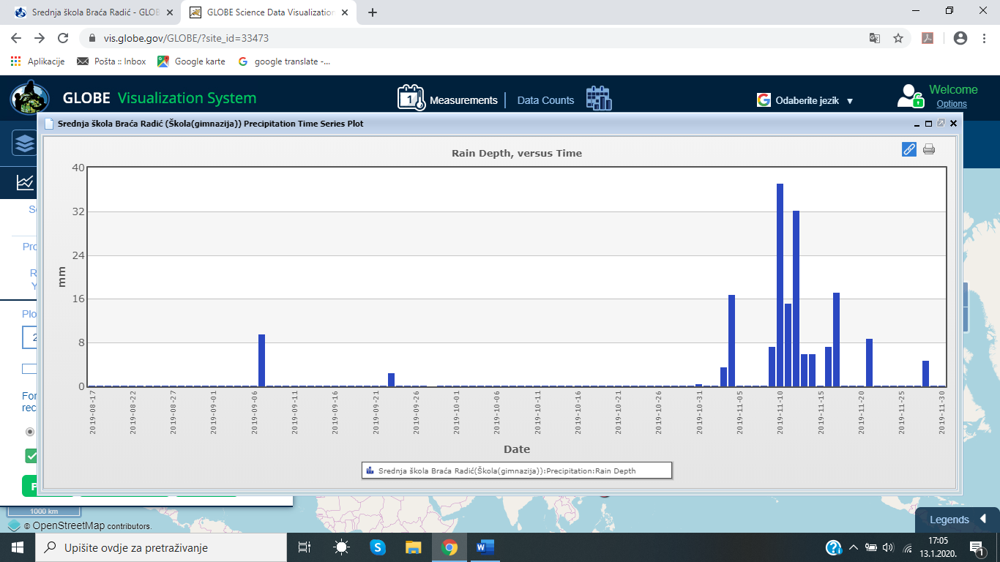 Srednja škola Braća Radić - GLOB
GLOBE Science Data Visualization
vis.globe.gov/GLOBE/?site_id=33473
Aplikacije
Pošta :: Inbox
Google karte
google translate -...
GLOBE Visualization System
1
Measurements
Data Counts
Odaberite jezik ▼
Welcome
Options
Srednja škola Braća Radić (Škola(gimnazija)) Precipitation Time Series Plot
Rain Depth, versus Time
40
32
24
16
8
0
mm
2019-08-17
2019-08-22
2019-08-27
2019-09-01
2019-09-06
2019-09-11
2019-09-16
2019-09-21
2019-09-26
2019-10-01
2019-10-06
2019-10-11
2019-10-16
2019-10-21
2019-10-26
2019-10-31
2019-11-05
2019-11-10
2019-11-15
2019-11-20
2019-11-25
2019-11-30
Date
Srednja škola Braća Radić(Škola(gimnazija)):Precipitation:Rain Depth
Pro
R
Y
Plo
2
For
rec
1000 km
© OpenStreetMap contributors.
Legends
Upišite ovdje za pretraživanje
17:05
13.1.2020.
1